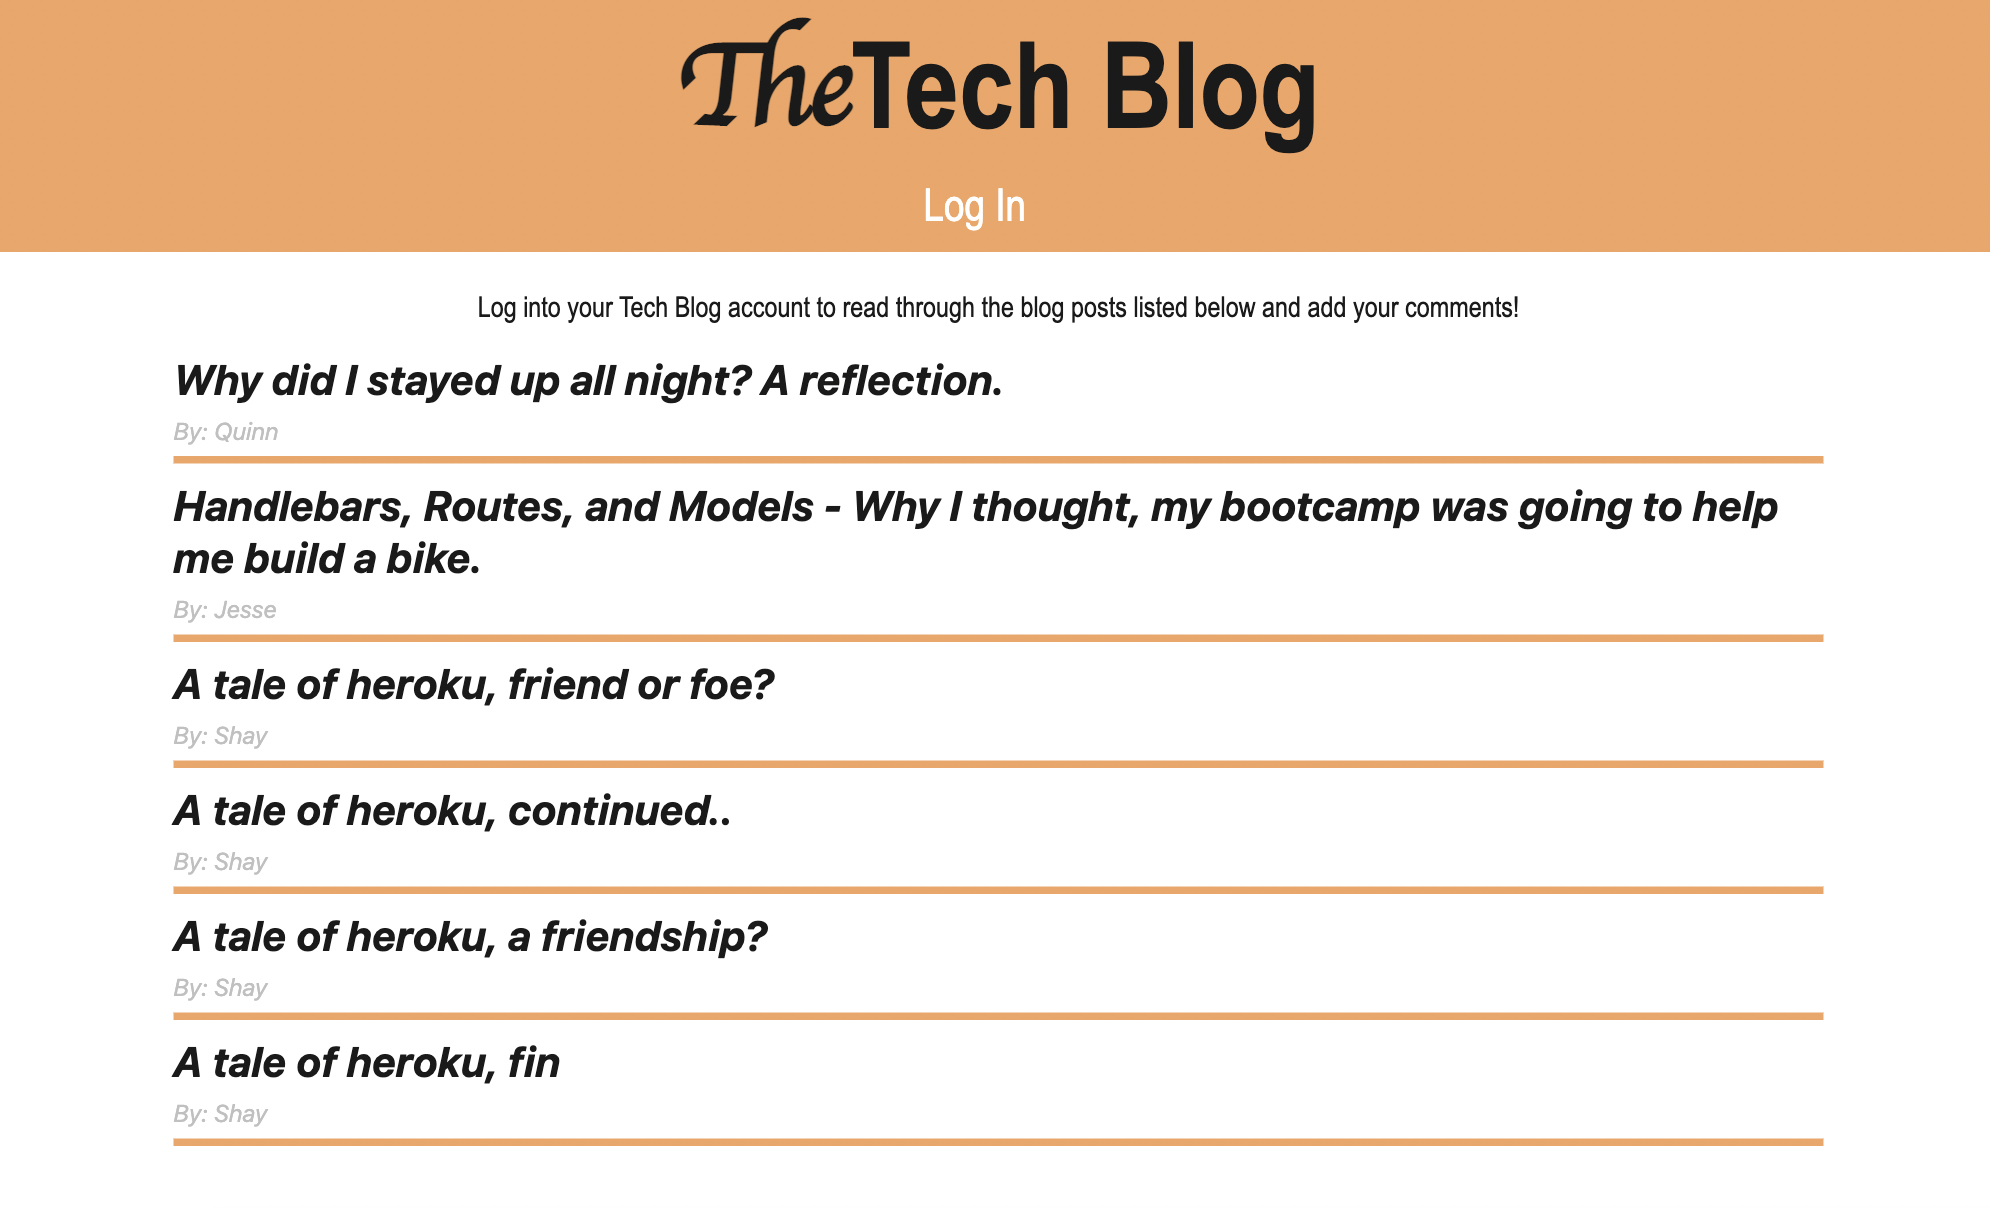 TheTech Blog
Log In
Log into your Tech Blog account to read through the blog posts listed below and add your comments!
Why did I stayed up all night? A reflection.
By: Quinn
Handlebars, Routes, and Models - Why I thought, my bootcamp was going to help
me build a bike.
By: Jesse
A tale of heroku, friend or foe?
By: Shay
A tale of heroku, continued..
By: Shay
A tale of heroku, a friendship?
By: Shay
A tale of heroku, fin
By: Shay